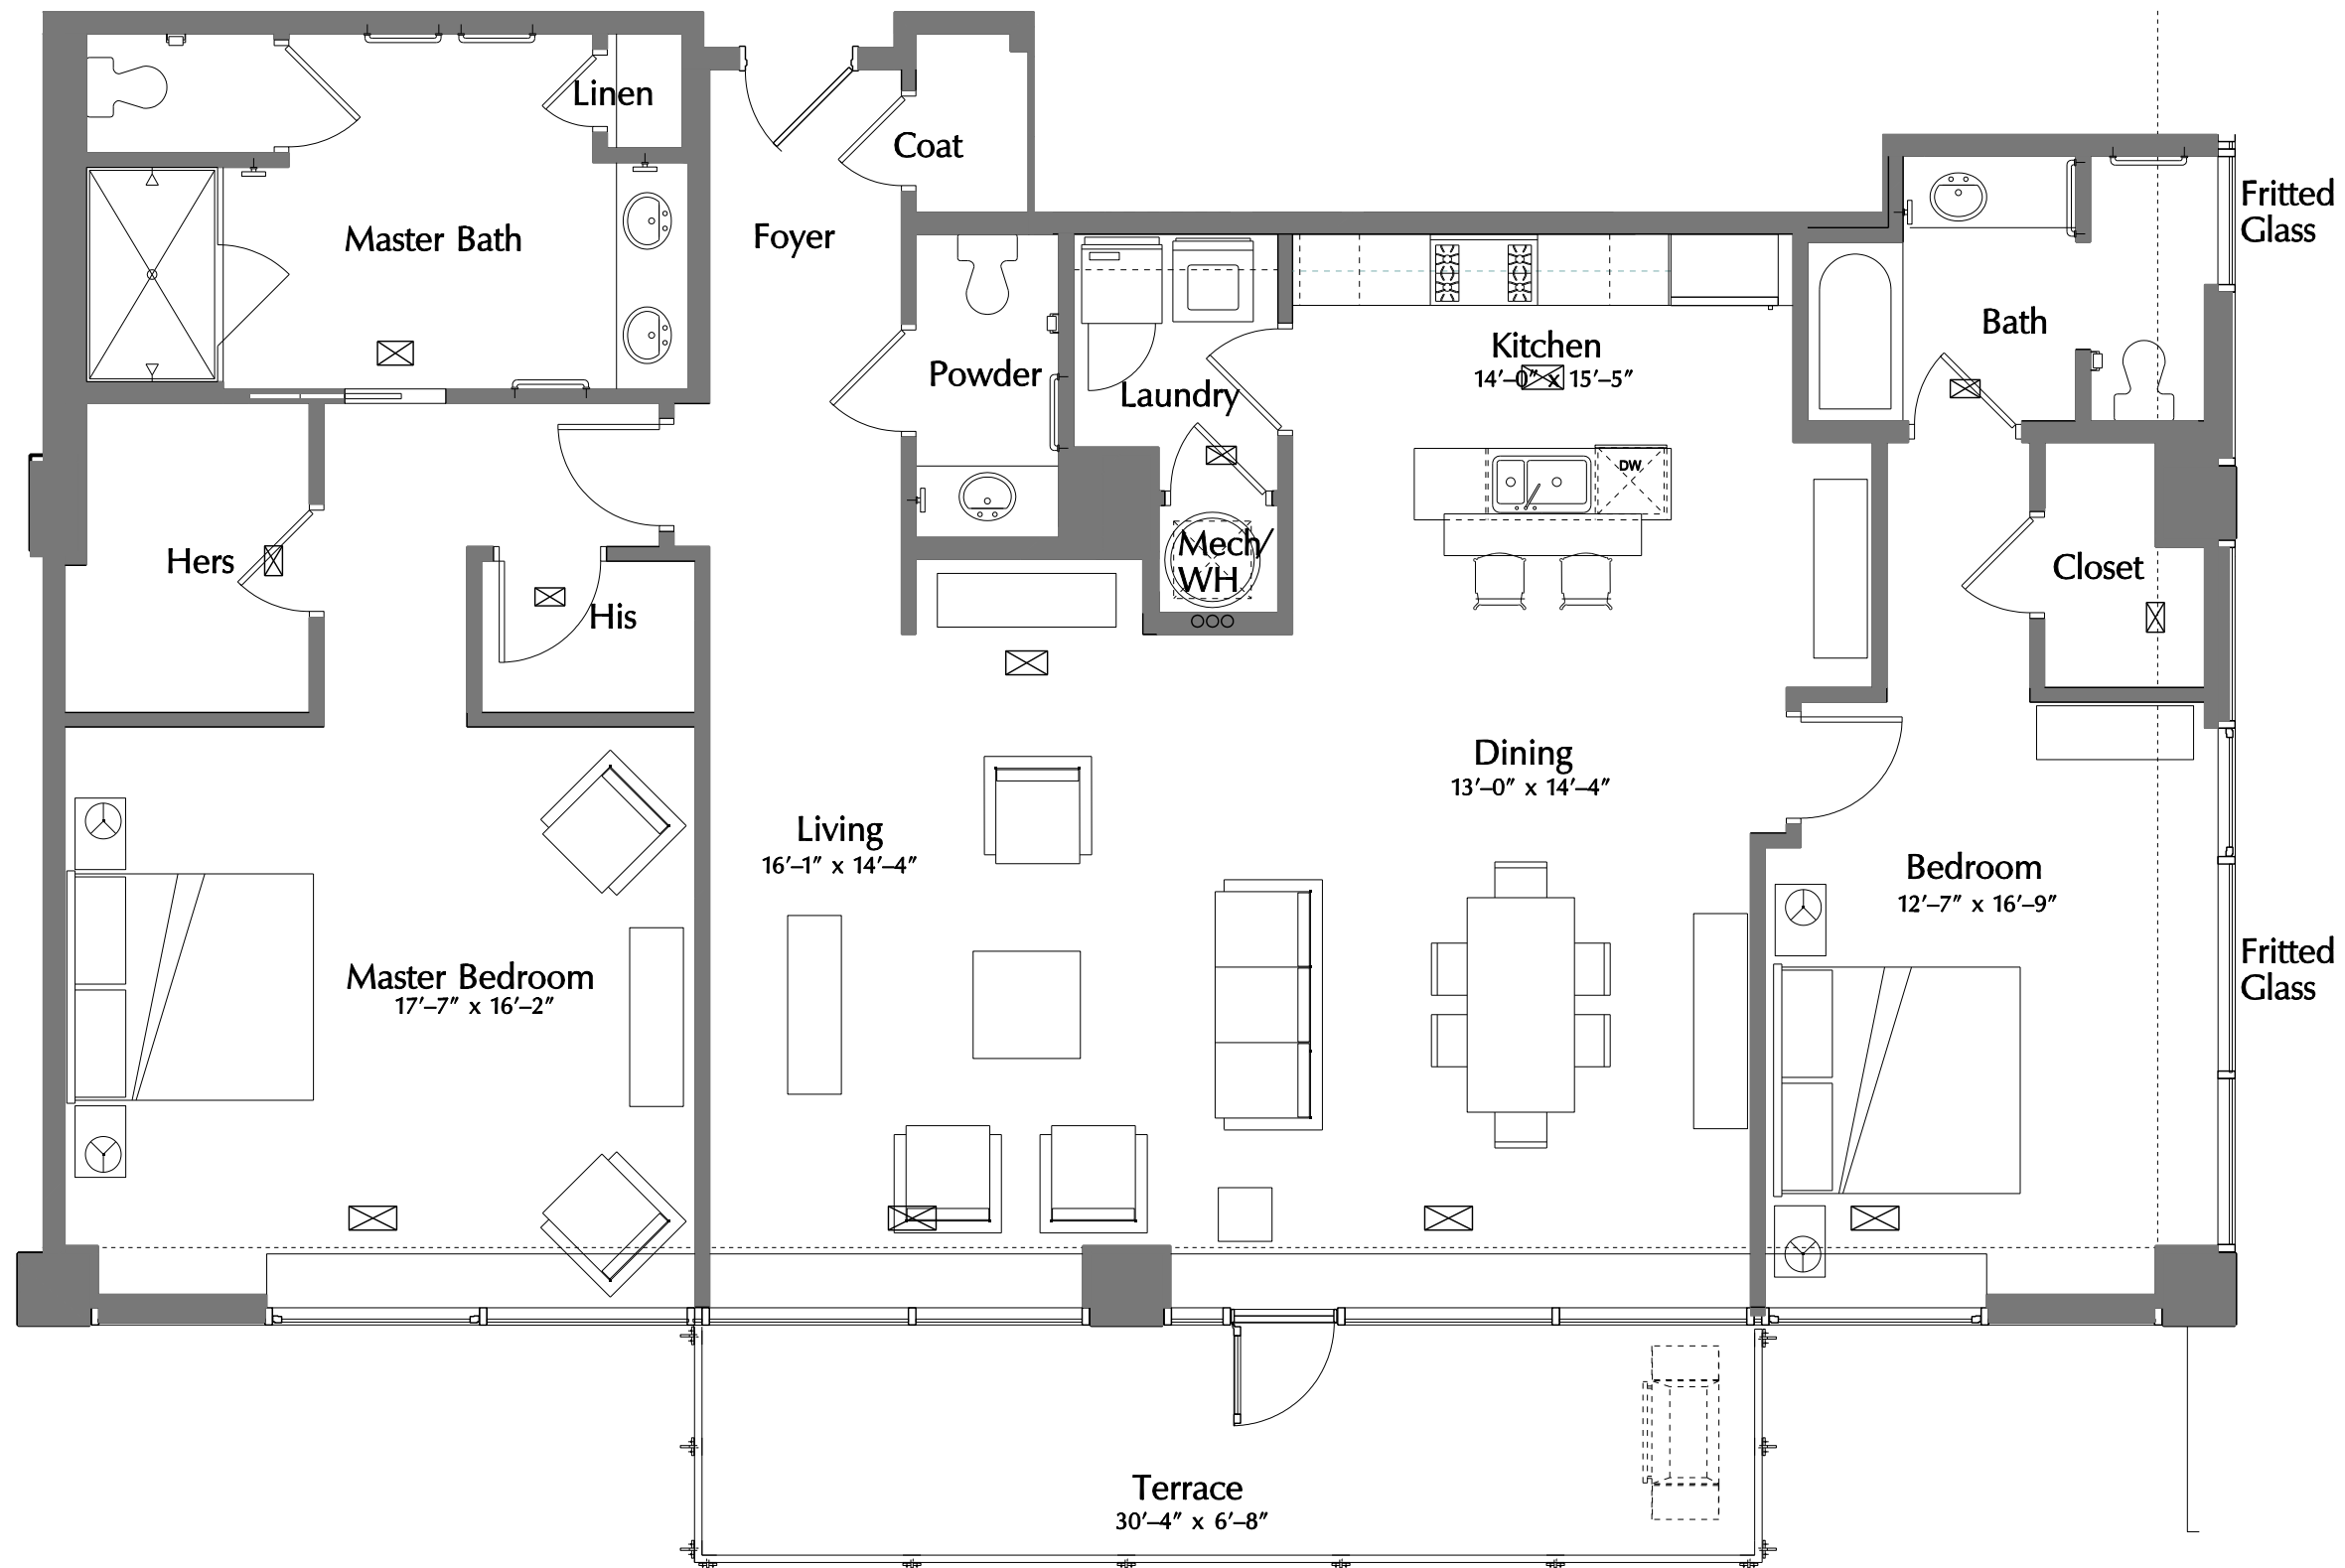 Linen
Coat
Master Bath
Foyer
Fritted
Glass
Powder
Laundry
Kitchen
14′–0″ x 15′–5″
Bath
DW
Hers
His
Mech/
WH
Closet
Living
16′–1″ x 14′–4″
Dining
13′–0″ x 14′–4″
Bedroom
12′–7″ x 16′–9″
Master Bedroom
17′–7″ x 16′–2″
Fritted
Glass
Terrace
30′–4″ x 6′–8″